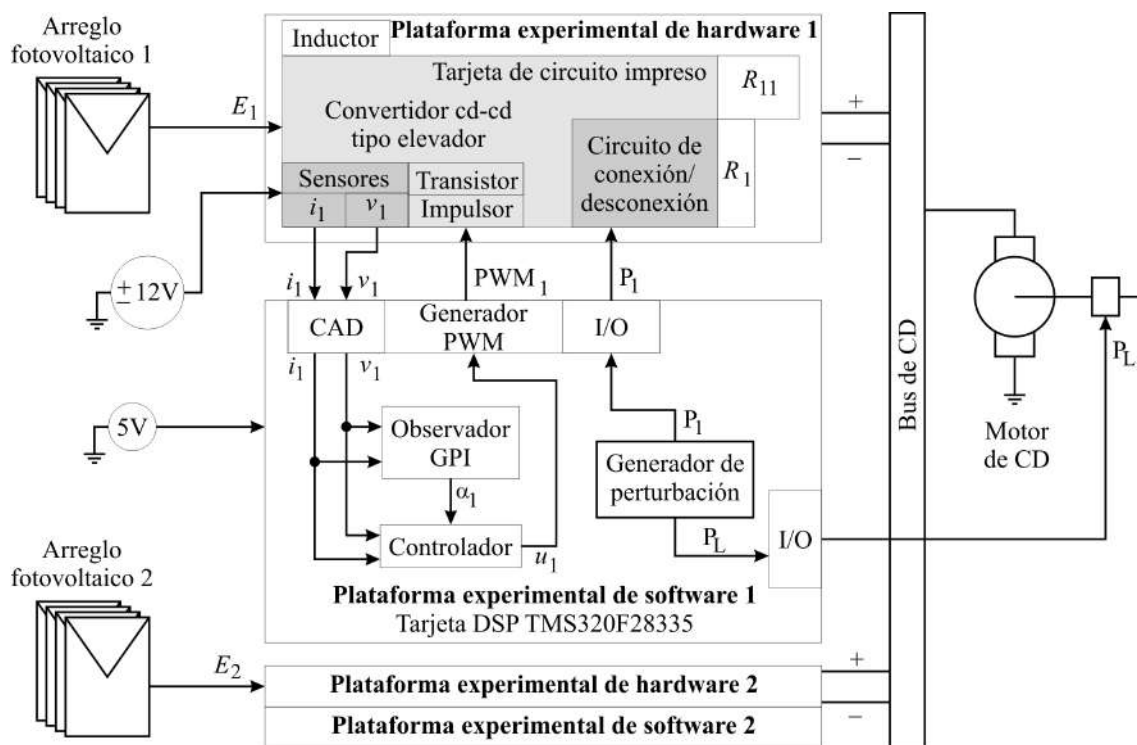 Arreglo
fotovoltaico 1
E1
± 12V
5V
Plataforma experimental de hardware 1
Inductor
Tarjeta de circuito impreso
R11
Convertidor cd-cd
tipo elevador
Circuito de
conexión/
desconexión
R1
Sensores
i1
v1
Transistor
Impulsor
i1
v1
PWM1
P1
CAD
Generador
PWM
I/O
i1
v1
Observador
GPI
α1
Controlador
u1
P1
Generador de
perturbación
PL
I/O
Plataforma experimental de software 1
Tarjeta DSP TMS320F28335
+
−
Bus de CD
Motor
de CD
PL
Arreglo
fotovoltaico 2
E2
Plataforma experimental de hardware 2
Plataforma experimental de software 2
+
−